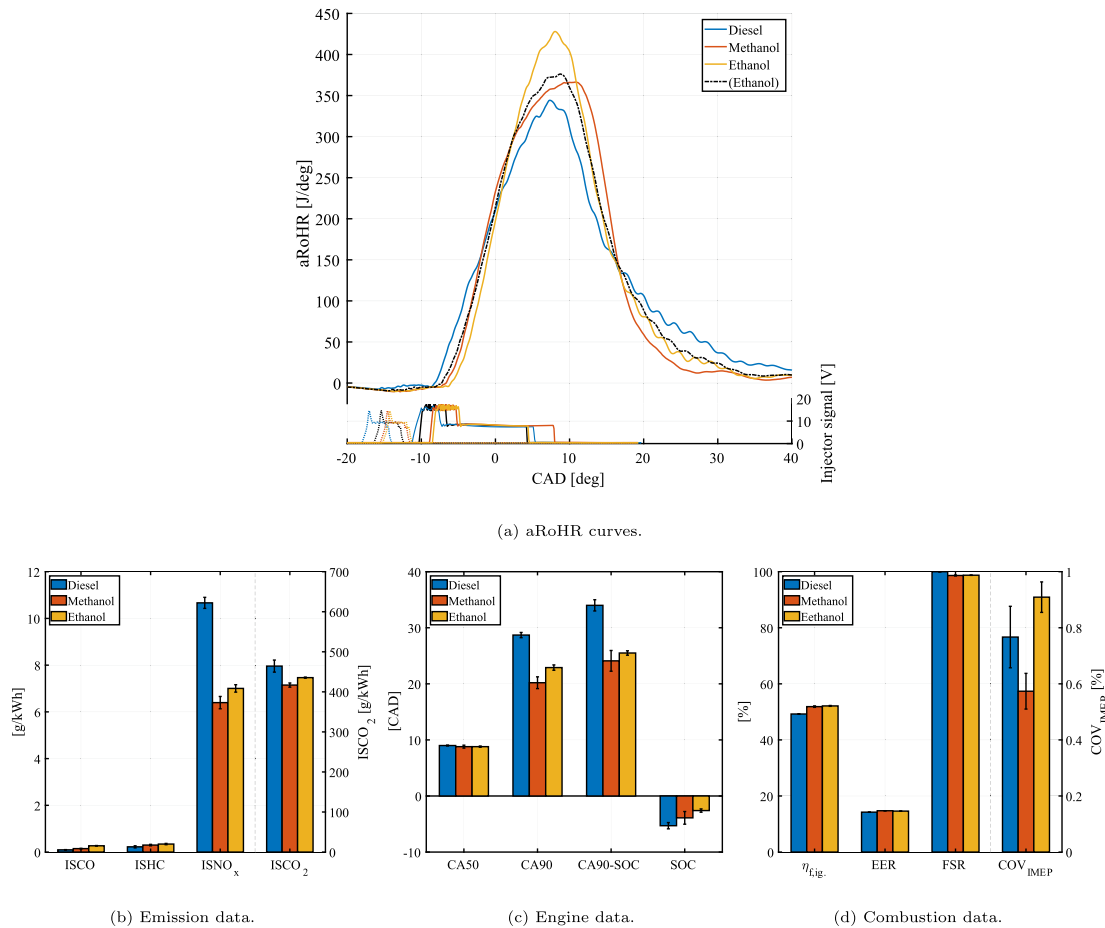 450
400
350
300
250
200
150
100
50
0
aRoHR [J/deg]
Diesel
Methanol
Ethanol
(Ethanol)
20
10
0
Injector signal [V]
-20
-10
0
10
20
30
40
CAD [deg]
(a) aRoHR curves.
12
10
8
6
4
2
0
[g/kWh]
Diesel
Methanol
Ethanol
700
600
500
400
300
200
100
0
ISCO2 [g/kWh]
ISCO
ISHC
ISNOx
ISCO2
(b) Emission data.
40
30
20
10
0
-10
[CAD]
Diesel
Methanol
Eethanol
CA50
CA90
CA90-SOC
SOC
(c) Engine data.
100
80
60
40
20
0
[%]
Diesel
Methanol
Eethanol
1
0.8
0.6
0.4
0.2
0
COVIMEP [%]
ηf,ig.
EER
FSR
COVIMEP
(d) Combustion data.